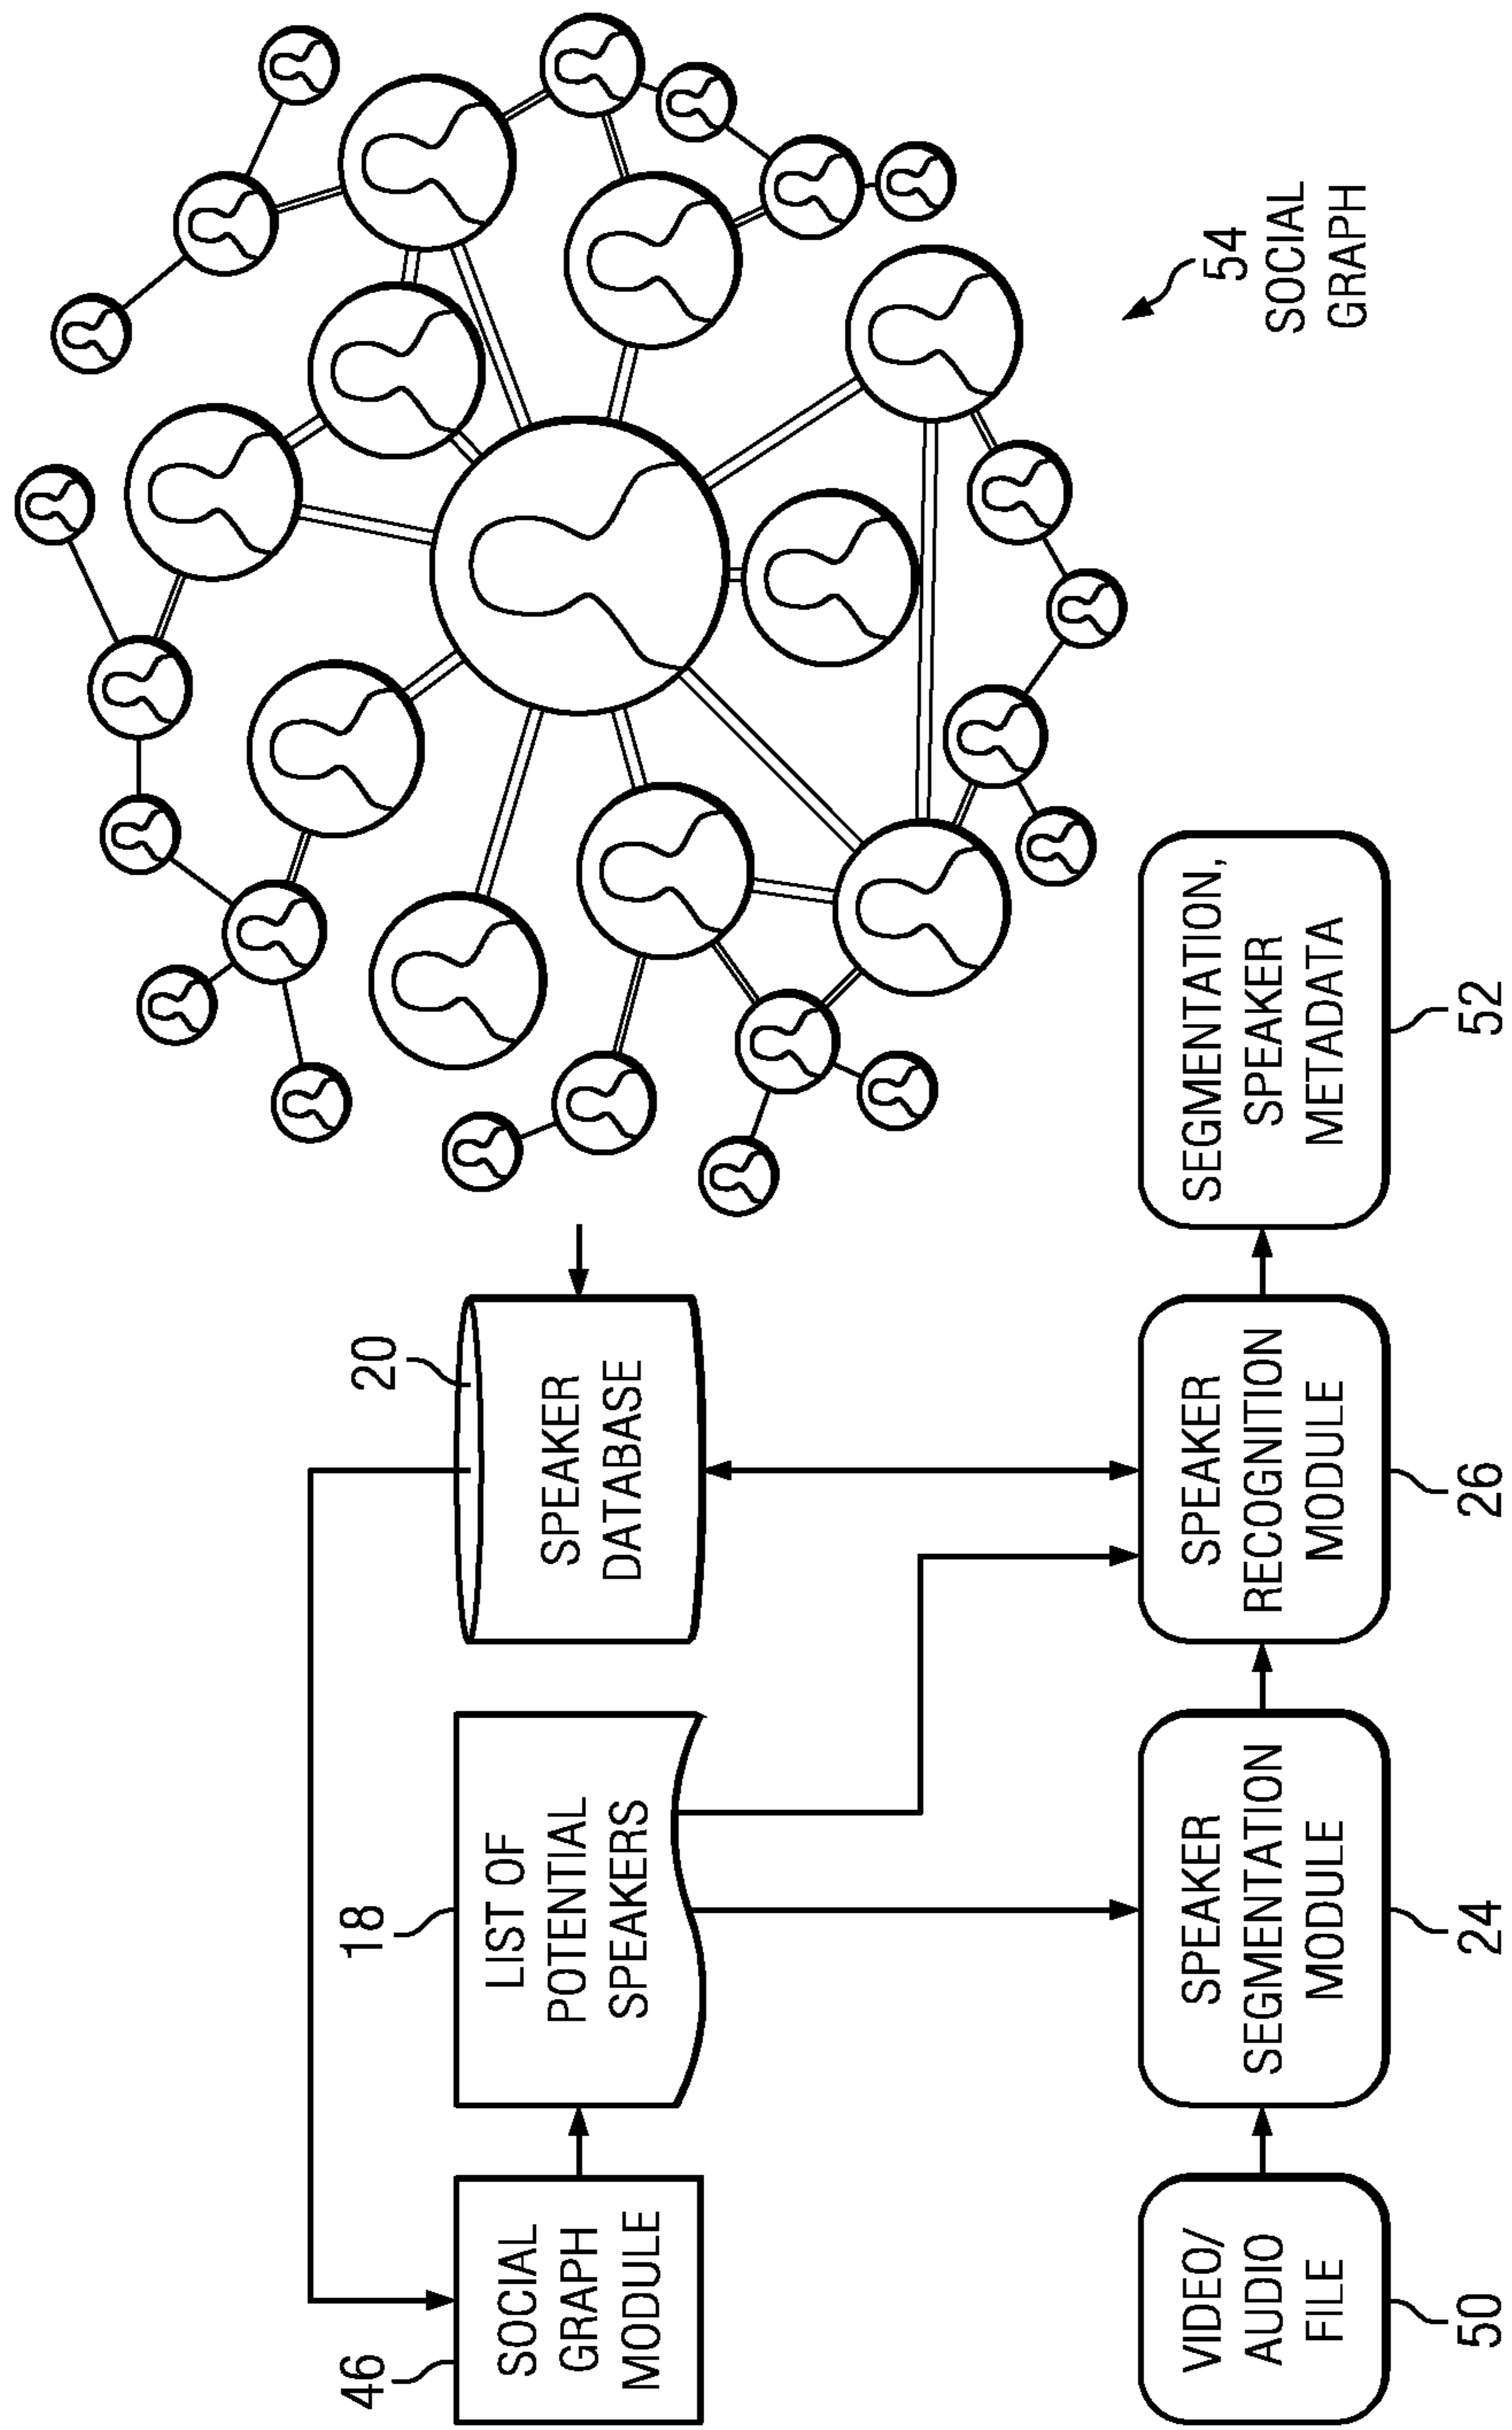 46
SOCIAL
GRAPH
MODULE
18
LIST OF
POTENTIAL
SPEAKERS
20
SPEAKER
DATABASE
54
SOCIAL
GRAPH
VIDEO/
AUDIO
FILE
50
SPEAKER
SEGMENTATION
MODULE
24
SPEAKER
RECOGNITION
MODULE
26
SEGMENTATION,
SPEAKER
METADATA
52